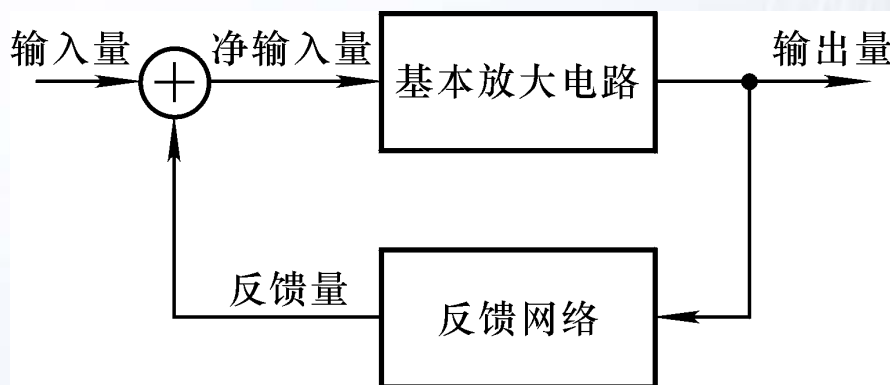 输入量
净输入量
基本放大电路
输出量
反馈量
反馈网络